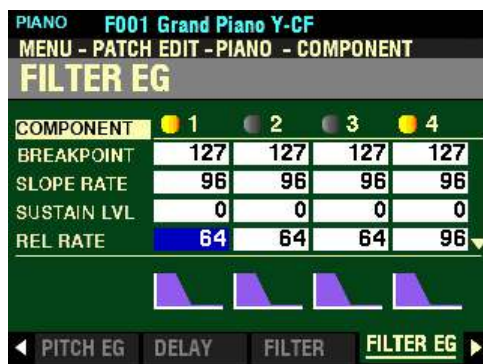 PIANO F001 Grand Piano Y-CF
MENU - PATCH EDIT - PIANO - COMPONENT
FILTER EG
COMPONENT 1 2 3 4
BREAKPOINT 127 127 127 127
SLOPE RATE 96 96 96 96
SUSTAIN LVL 0 0 0 0
REL RATE 64 64 64 96
PITCH EG DELAY FILTER FILTER EG